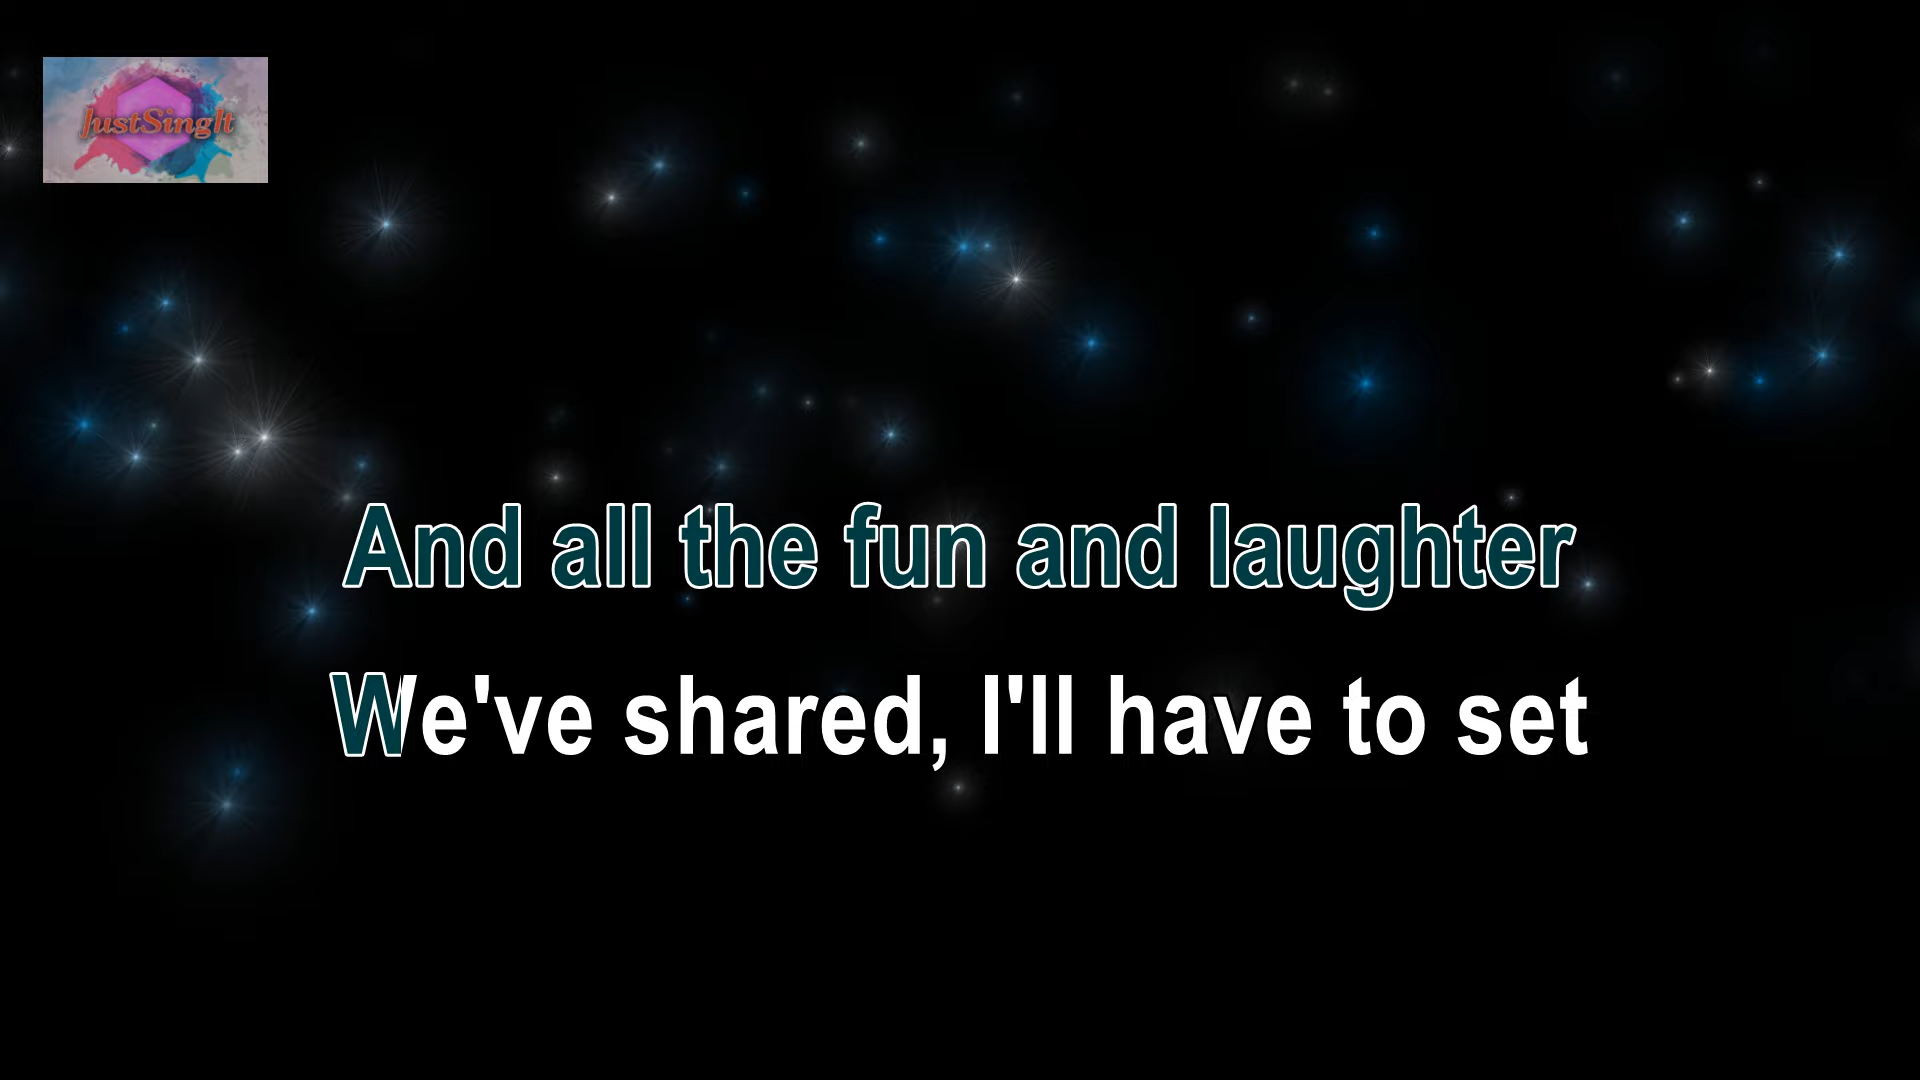 JustSingIt
And all the fun and laughter
We've shared, I'll have to set